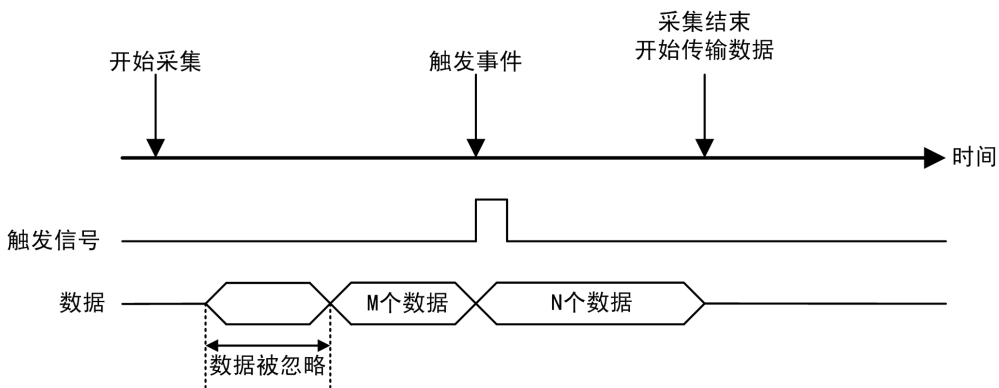 开始采集
触发事件
采集结束
开始传输数据
时间
触发信号
数据
M个数据
N个数据
数据被忽略